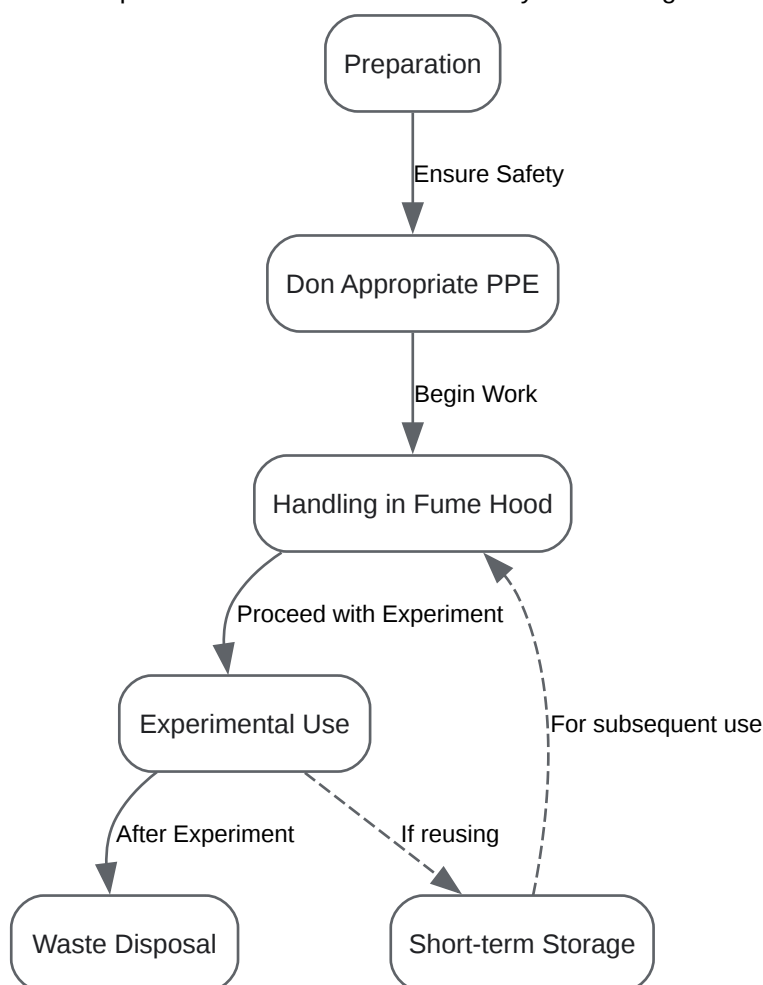 Preparation
Ensure Safety
Don Appropriate PPE
Begin Work
Handling in Fume Hood
Proceed with Experiment
Experimental Use
For subsequent use
After Experiment
If reusing
Waste Disposal
Short-term Storage